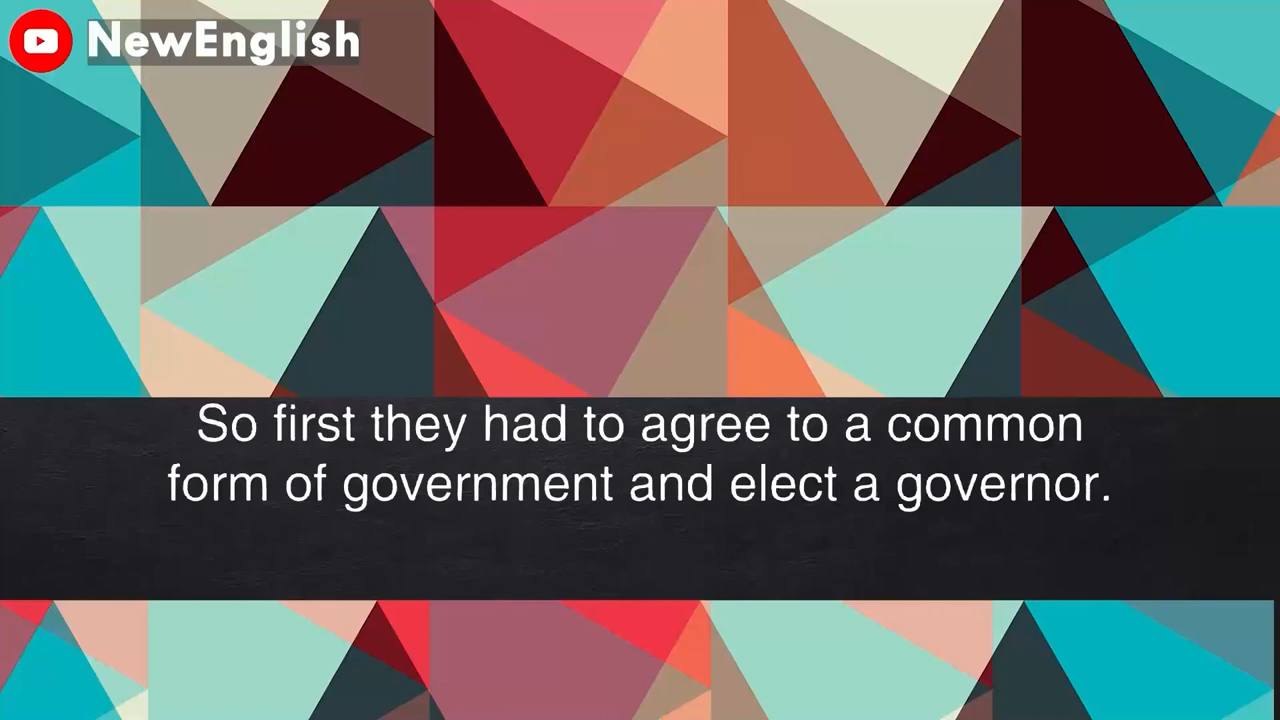 NewEnglish
So first they had to agree to a common
form of government and elect a governor.